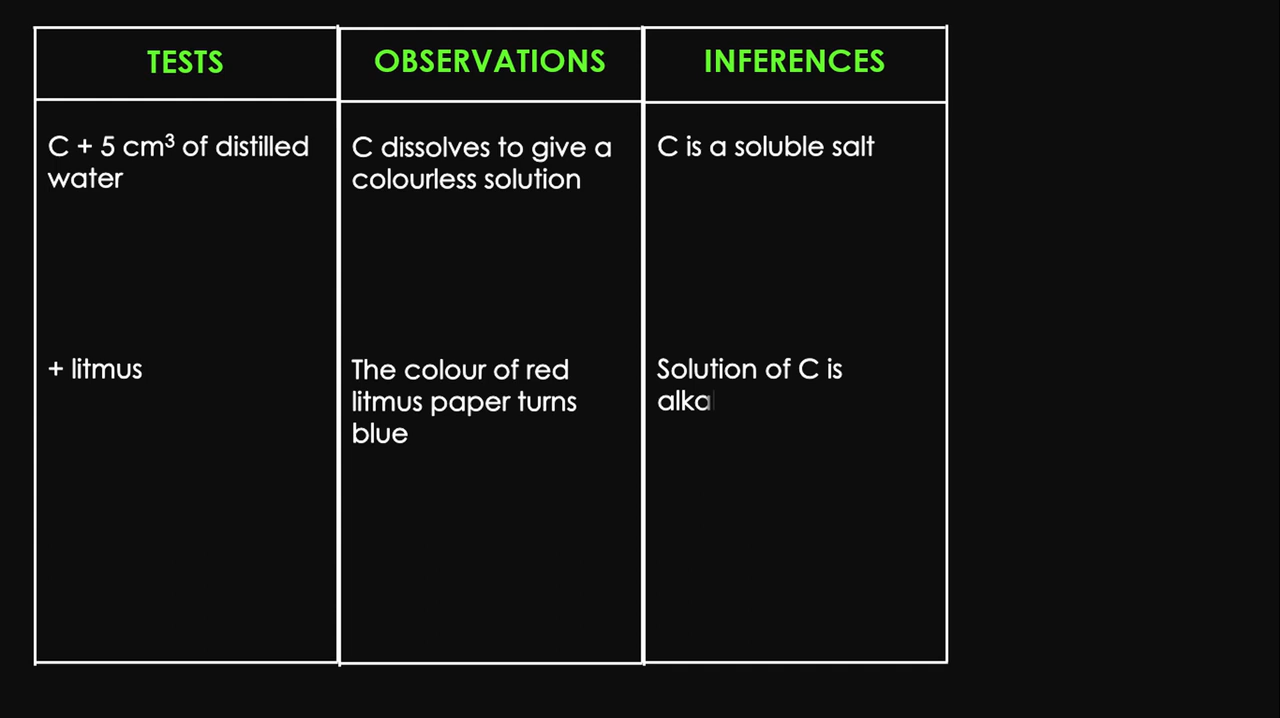 TESTS
OBSERVATIONS
INFERENCES
C + 5 cm³ of distilled
water
C dissolves to give a
colourless solution
C is a soluble salt
+ litmus
The colour of red
litmus paper turns
blue
Solution of C is
alka